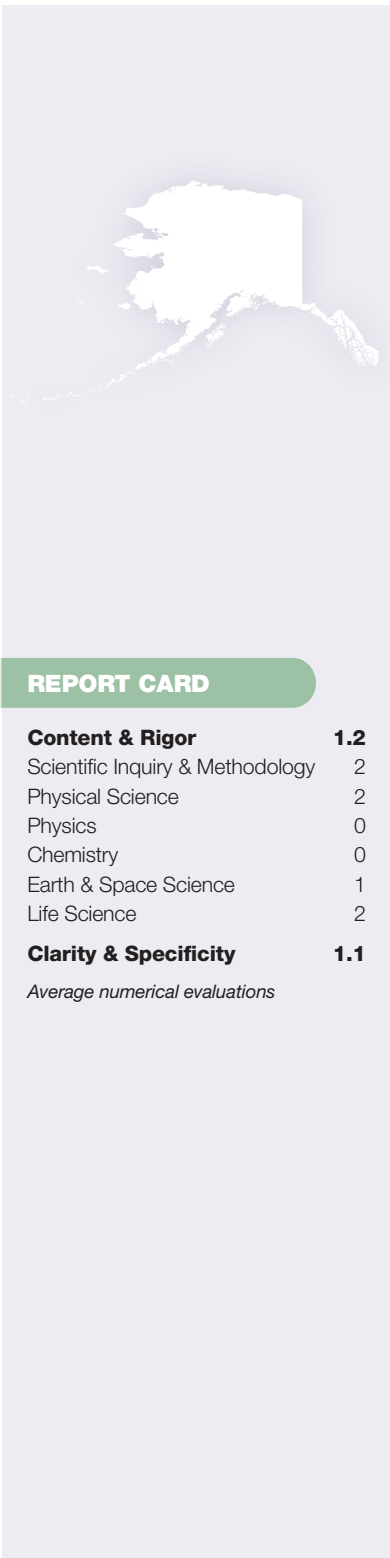 REPORT CARD
Content & Rigor 1.2
Scientific Inquiry & Methodology 2
Physical Science 2
Physics 0
Chemistry 0
Earth & Space Science 1
Life Science 2
Clarity & Specificity 1.1
Average numerical evaluations